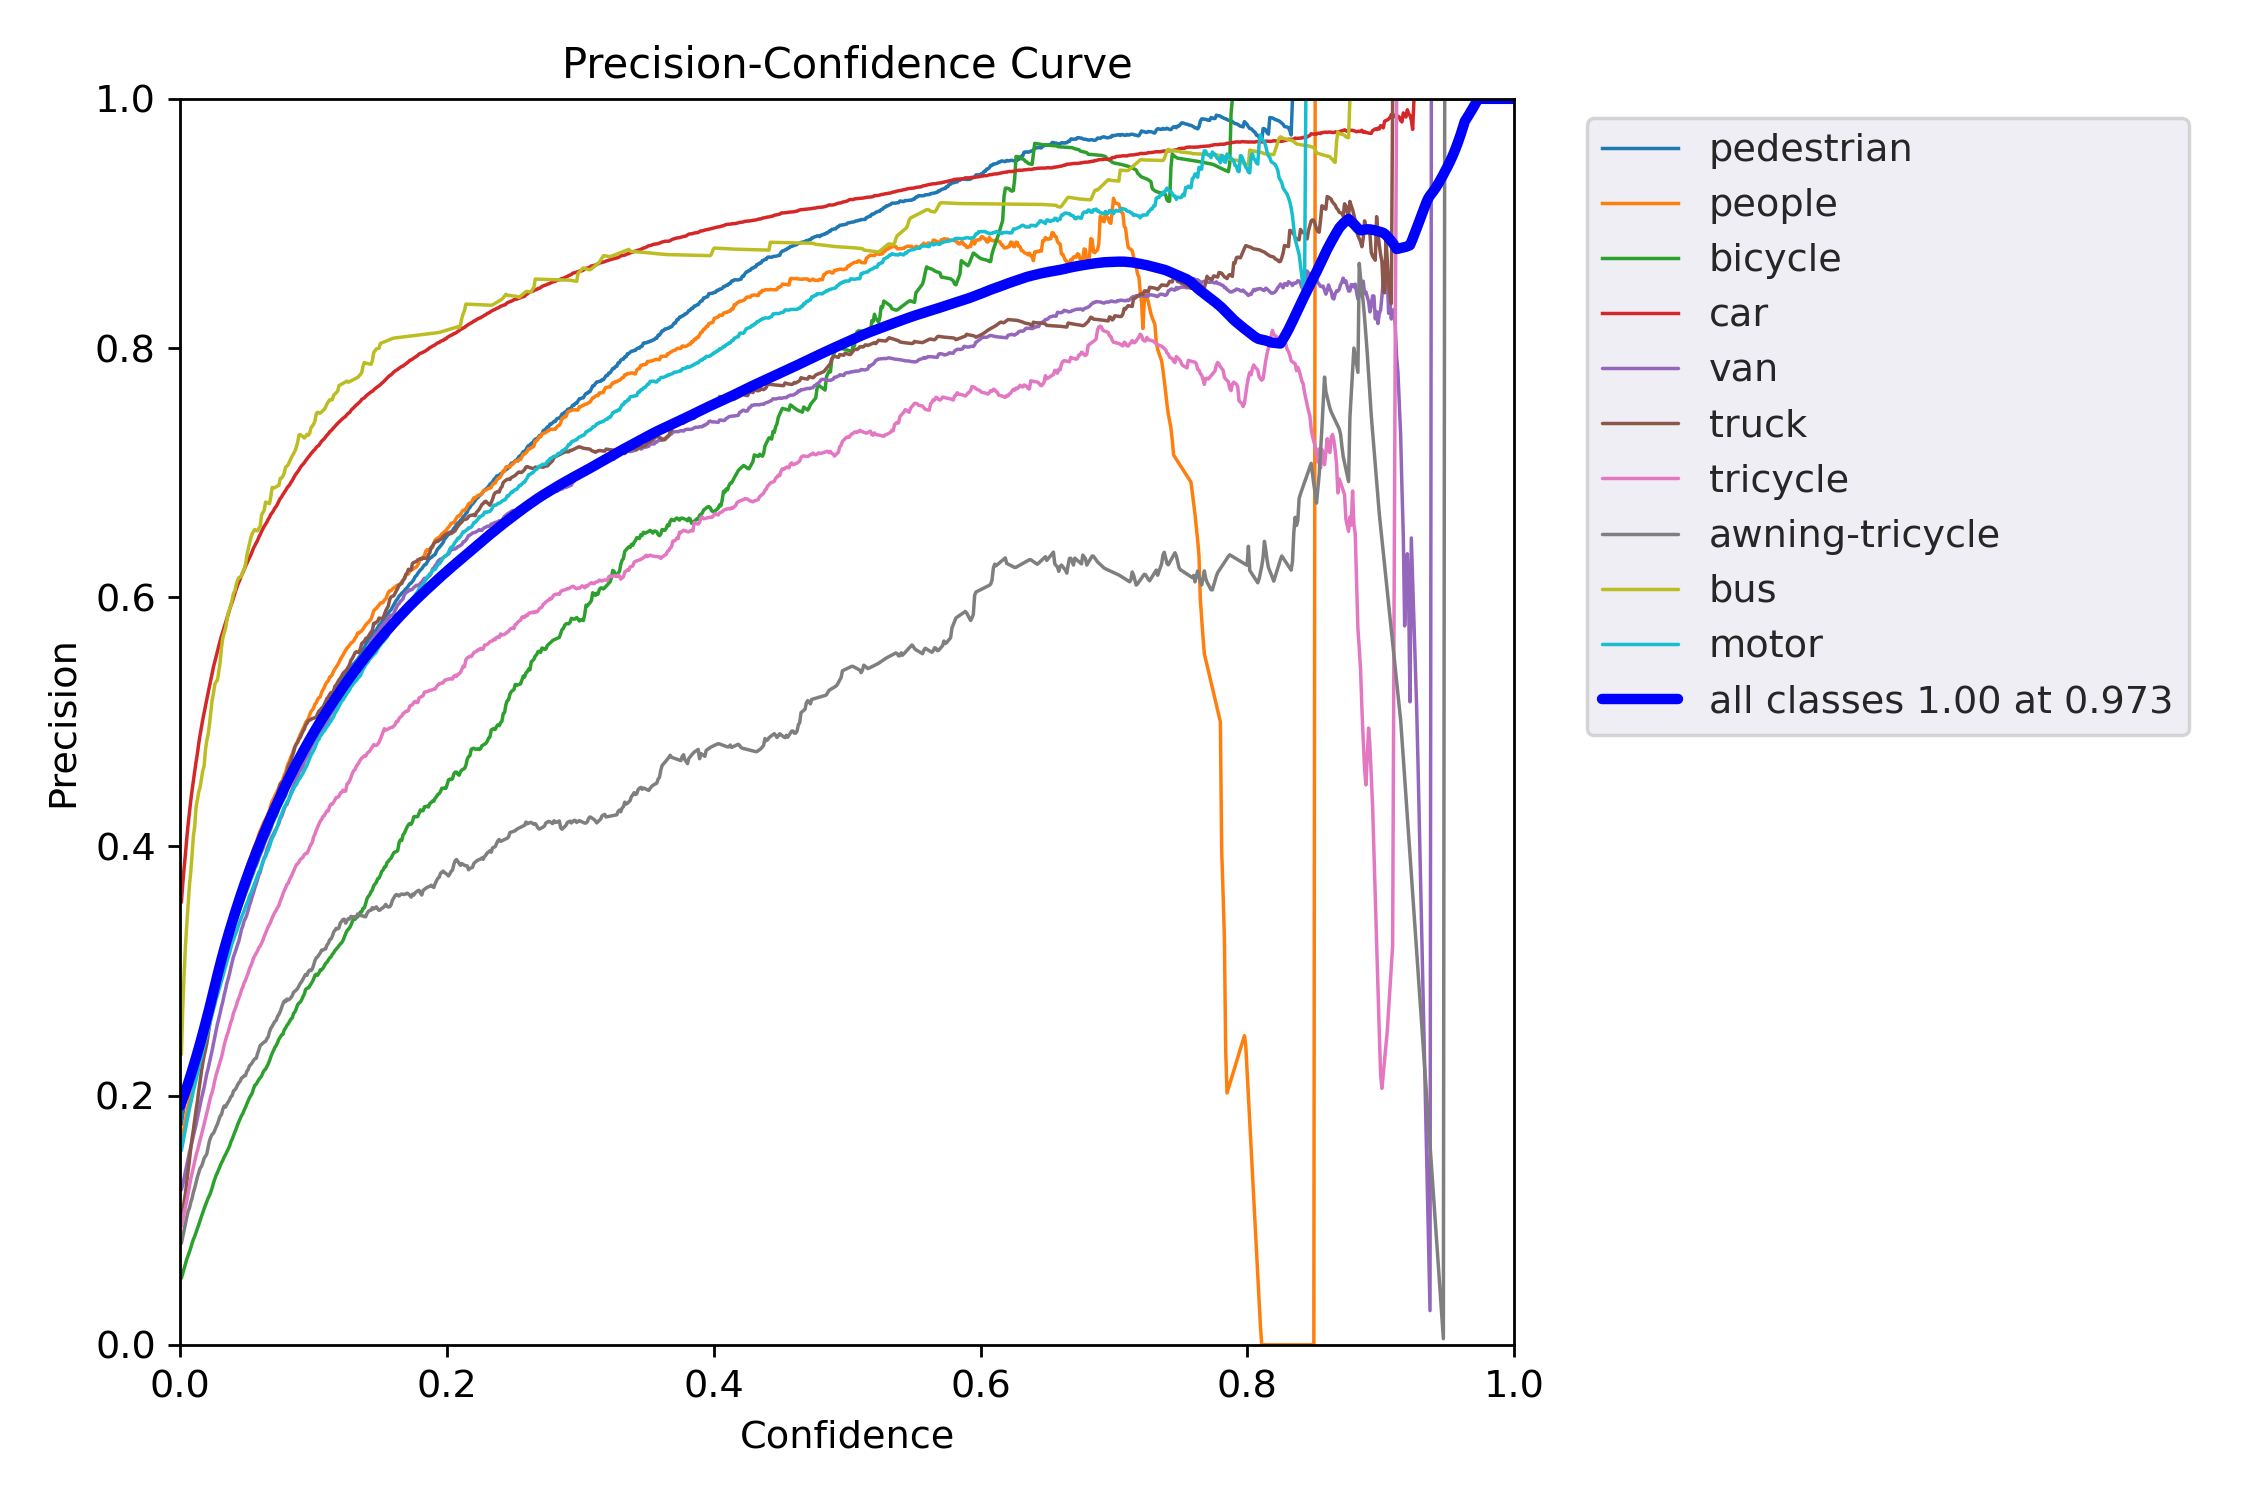 Precision-Confidence Curve
1.0
0.8
0.6
0.4
0.2
0.0
Precision
0.0 0.2 0.4 0.6 0.8 1.0
Confidence
pedestrian
people
bicycle
car
van
truck
tricycle
awning-tricycle
bus
motor
all classes 1.00 at 0.973